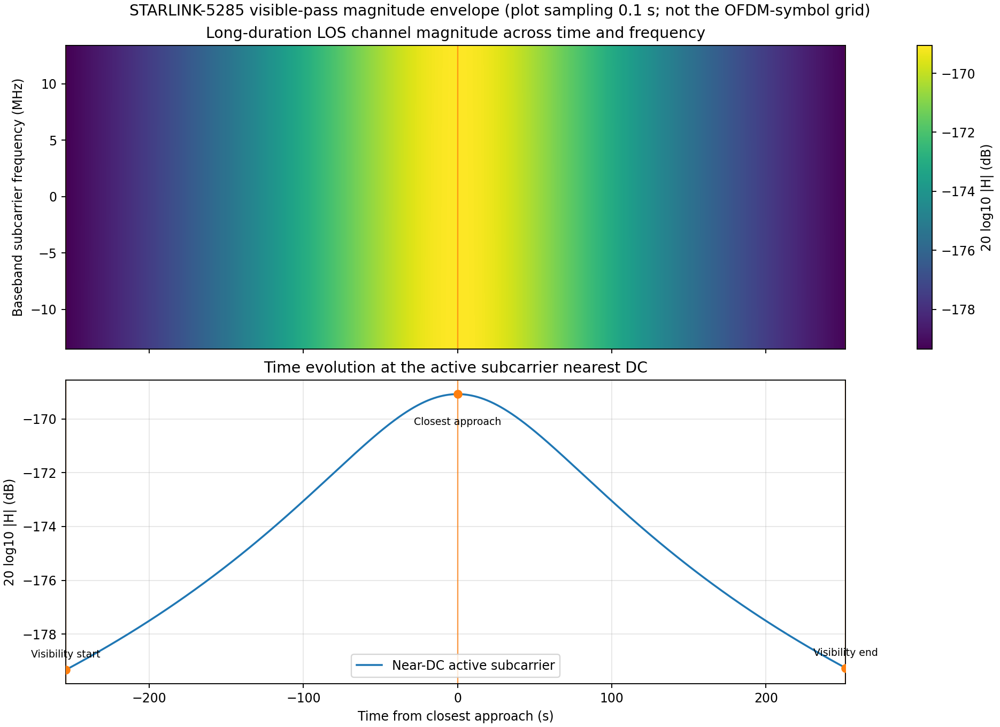 STARLINK-5285 visible-pass magnitude envelope (plot sampling 0.1 s; not the OFDM-symbol grid)
Long-duration LOS channel magnitude across time and frequency
Baseband subcarrier frequency (MHz)
10
5
0
−5
−10
−170
−172
−174
−176
−178
20 log10 |H| (dB)
Time evolution at the active subcarrier nearest DC
20 log10 |H| (dB)
−170
−172
−174
−176
−178
Closest approach
Visibility start
Visibility end
Near-DC active subcarrier
−200
−100
0
100
200
Time from closest approach (s)